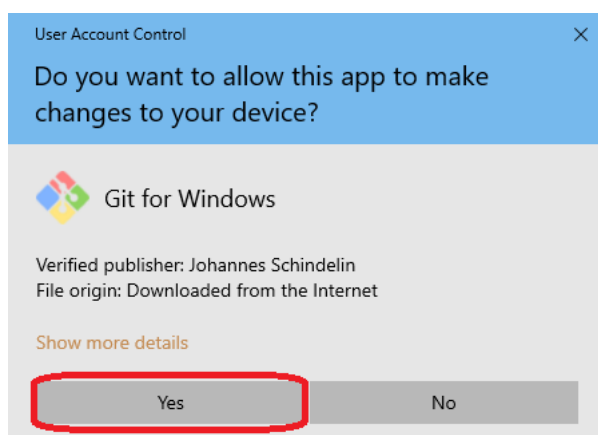 User Account Control
Do you want to allow this app to make
changes to your device?
Git for Windows
Verified publisher: Johannes Schindelin
File origin: Downloaded from the Internet
Show more details
Yes
No